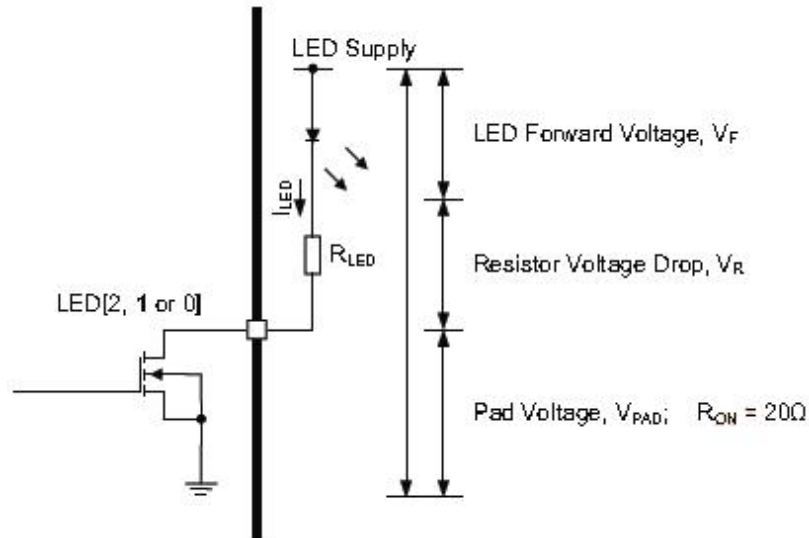 LED Supply
LED Forward Voltage, VF
ILED
RLED
Resistor Voltage Drop, VR
LED[2, 1 or 0]
Pad Voltage, VPAD; RON = 20Ω